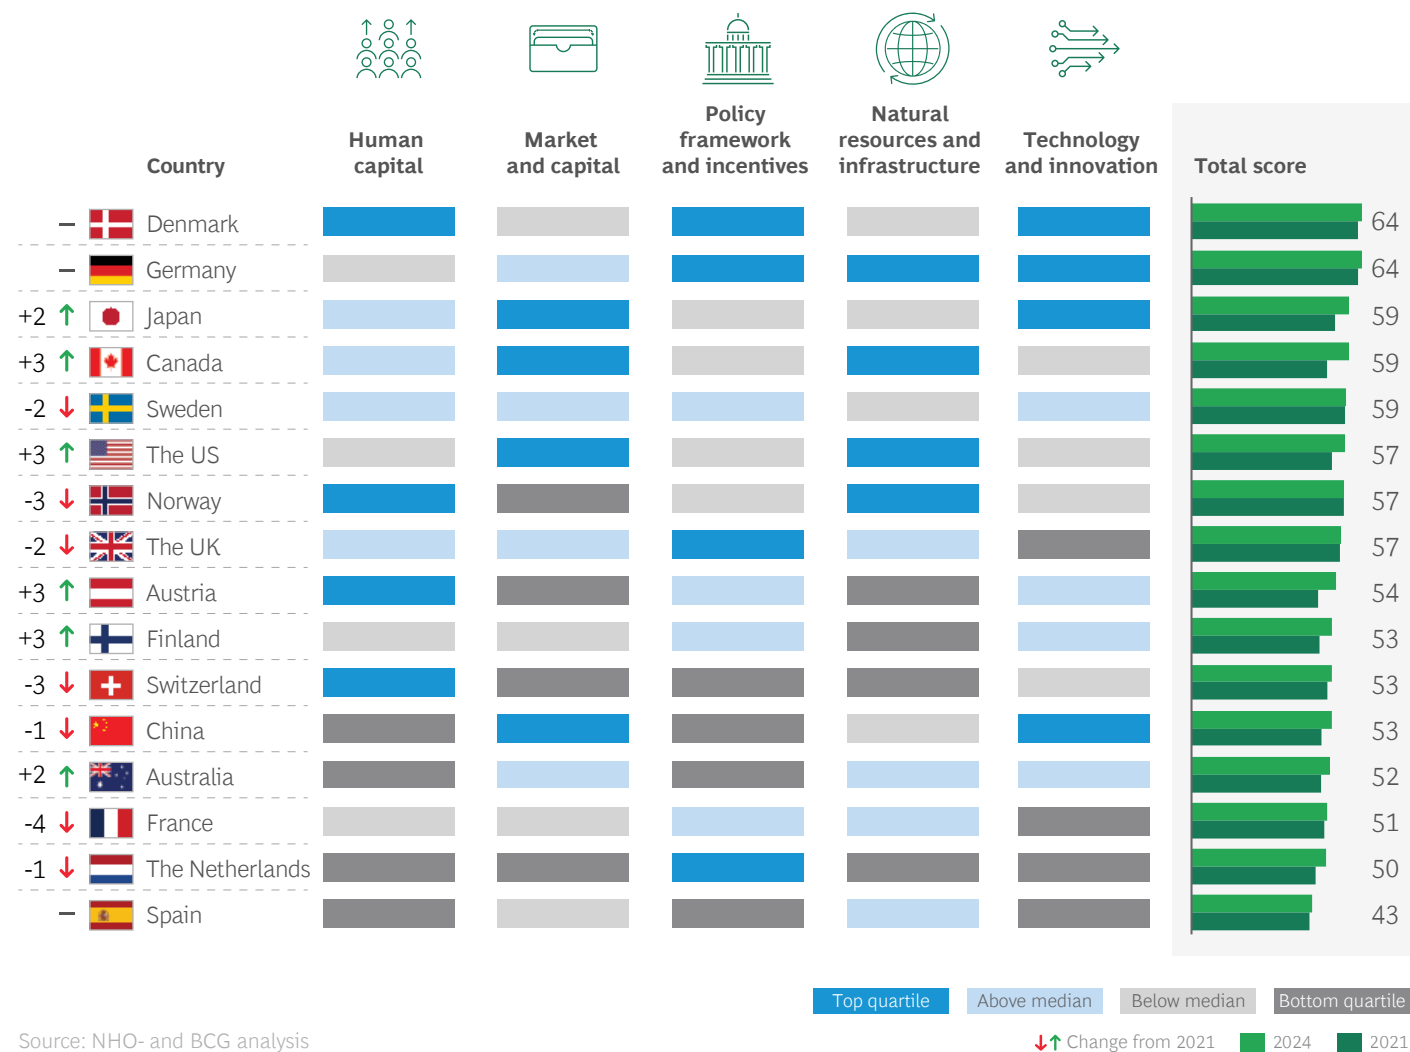 Human
capital
Market
and capital
Policy
framework
and incentives
Natural
resources and
infrastructure
Technology
and innovation
Country
Total score
– Denmark 64
– Germany 64
+2 ↑ Japan 59
+3 ↑ Canada 59
-2 ↓ Sweden 59
+3 ↑ The US 57
-3 ↓ Norway 57
-2 ↓ The UK 57
+3 ↑ Austria 54
+3 ↑ Finland 53
-3 ↓ Switzerland 53
-1 ↓ China 53
+2 ↑ Australia 52
-4 ↓ France 51
-1 ↓ The Netherlands 50
– Spain 43
Top quartile Above median Below median Bottom quartile
Source: NHO- and BCG analysis
↓↑ Change from 2021 2024 2021